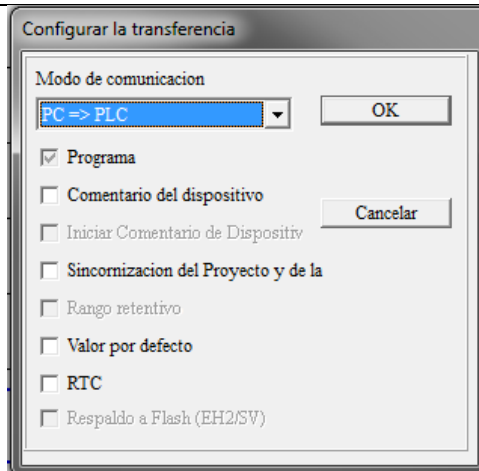 Configurar la transferencia
Modo de comunicacion
PC => PLC
OK
Programa
Comentario del dispositivo
Cancelar
Iniciar Comentario de Dispositiv
Sincornizacion del Proyecto y de la
Rango retentivo
Valor por defecto
RTC
Respaldo a Flash (EH2/SV)